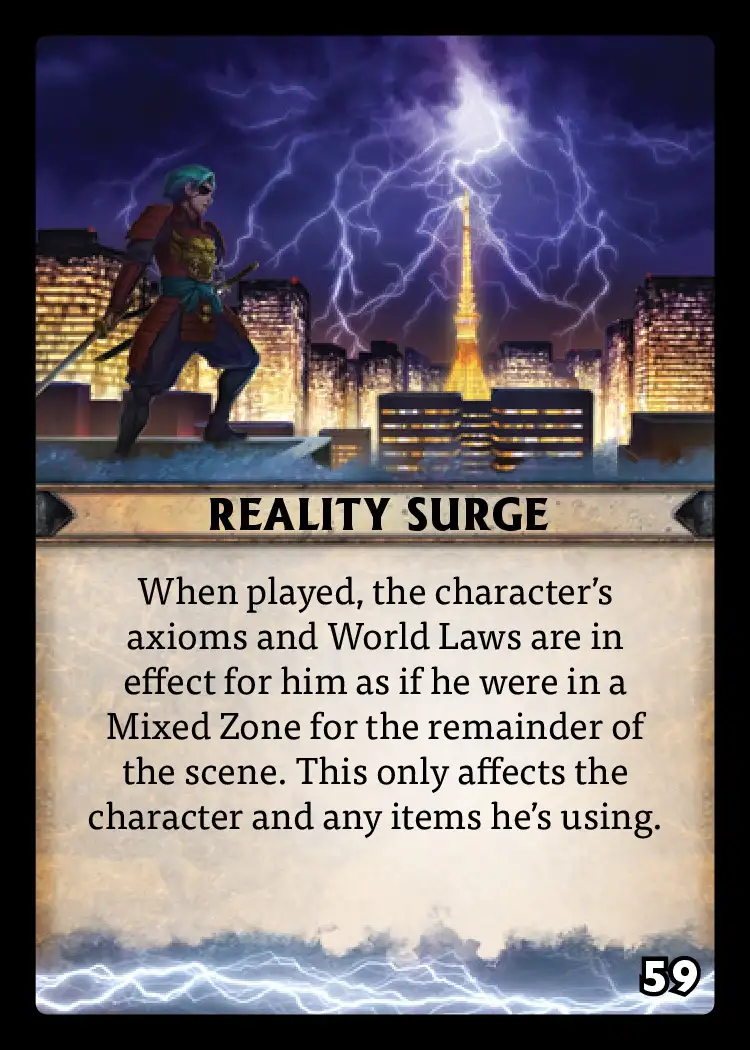 REALITY SURGE
When played, the character’s
axioms and World Laws are in
effect for him as if he were in a
Mixed Zone for the remainder of
the scene. This only affects the
character and any items he’s using.
59